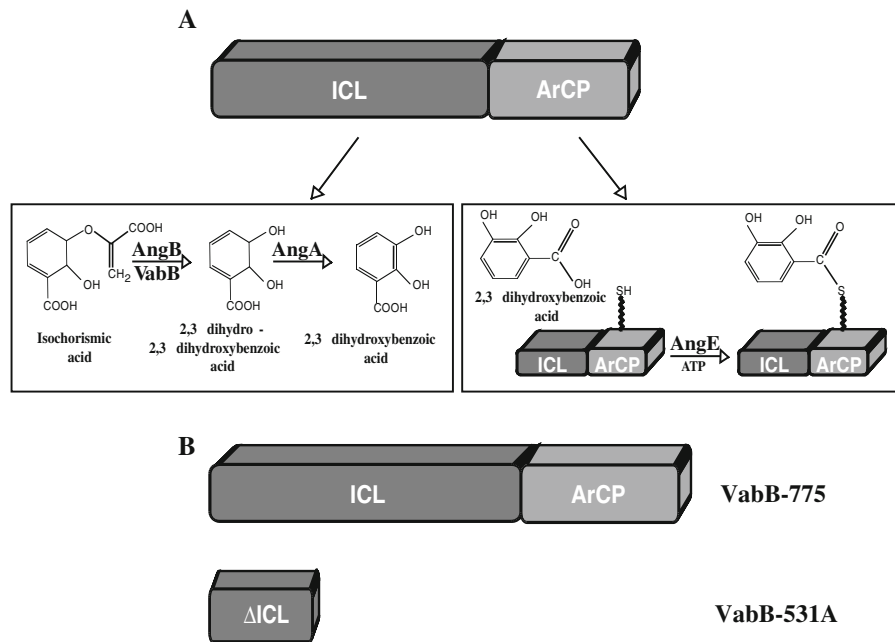 A
ICL
ArCP
O
COOH
CH2
OH
COOH
Isochorismic
acid
AngB
VabB
OH
OH
COOH
2,3 dihydro -
2,3 dihydroxybenzoic
acid
AngA
OH
OH
COOH
2,3 dihydroxybenzoic
acid
OH
OH
O
C
OH
2,3 dihydroxybenzoic
acid
SH
ICL
ArCP
AngE
ATP
OH
OH
O
C
S
ICL
ArCP
B
ICL
ArCP
VabB-775
ΔICL
VabB-531A